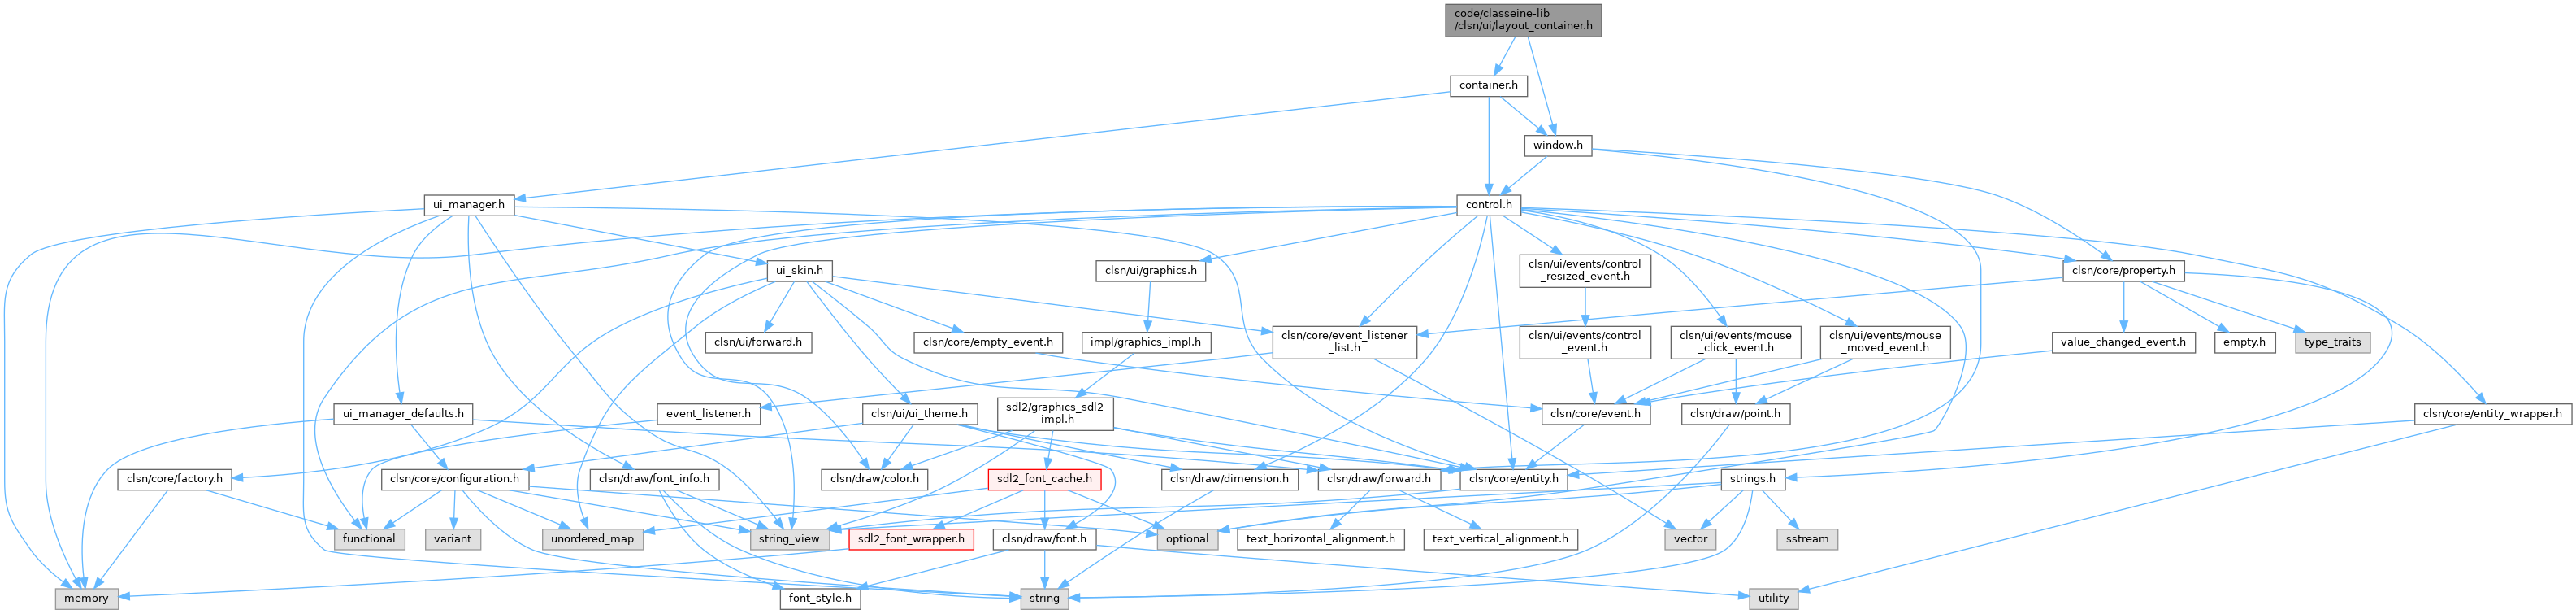 code/classeine-lib
/clsn/ui/layout_container.h
container.h
window.h
ui_manager.h
control.h
ui_skin.h
clsn/ui/graphics.h
clsn/ui/events/control
_resized_event.h
clsn/core/property.h
clsn/ui/forward.h
clsn/core/empty_event.h
clsn/core/event_listener
_list.h
impl/graphics_impl.h
clsn/ui/events/control
_event.h
clsn/ui/events/mouse
_click_event.h
clsn/ui/events/mouse
_moved_event.h
value_changed_event.h
empty.h
type_traits
ui_manager_defaults.h
event_listener.h
clsn/ui/ui_theme.h
sdl2/graphics_sdl2
_impl.h
clsn/core/event.h
clsn/draw/point.h
clsn/core/entity_wrapper.h
clsn/core/factory.h
clsn/core/configuration.h
clsn/draw/font_info.h
clsn/draw/color.h
sdl2_font_cache.h
clsn/draw/dimension.h
clsn/draw/forward.h
clsn/core/entity.h
strings.h
functional
variant
unordered_map
string_view
sdl2_font_wrapper.h
clsn/draw/font.h
optional
text_horizontal_alignment.h
text_vertical_alignment.h
vector
sstream
memory
font_style.h
string
utility